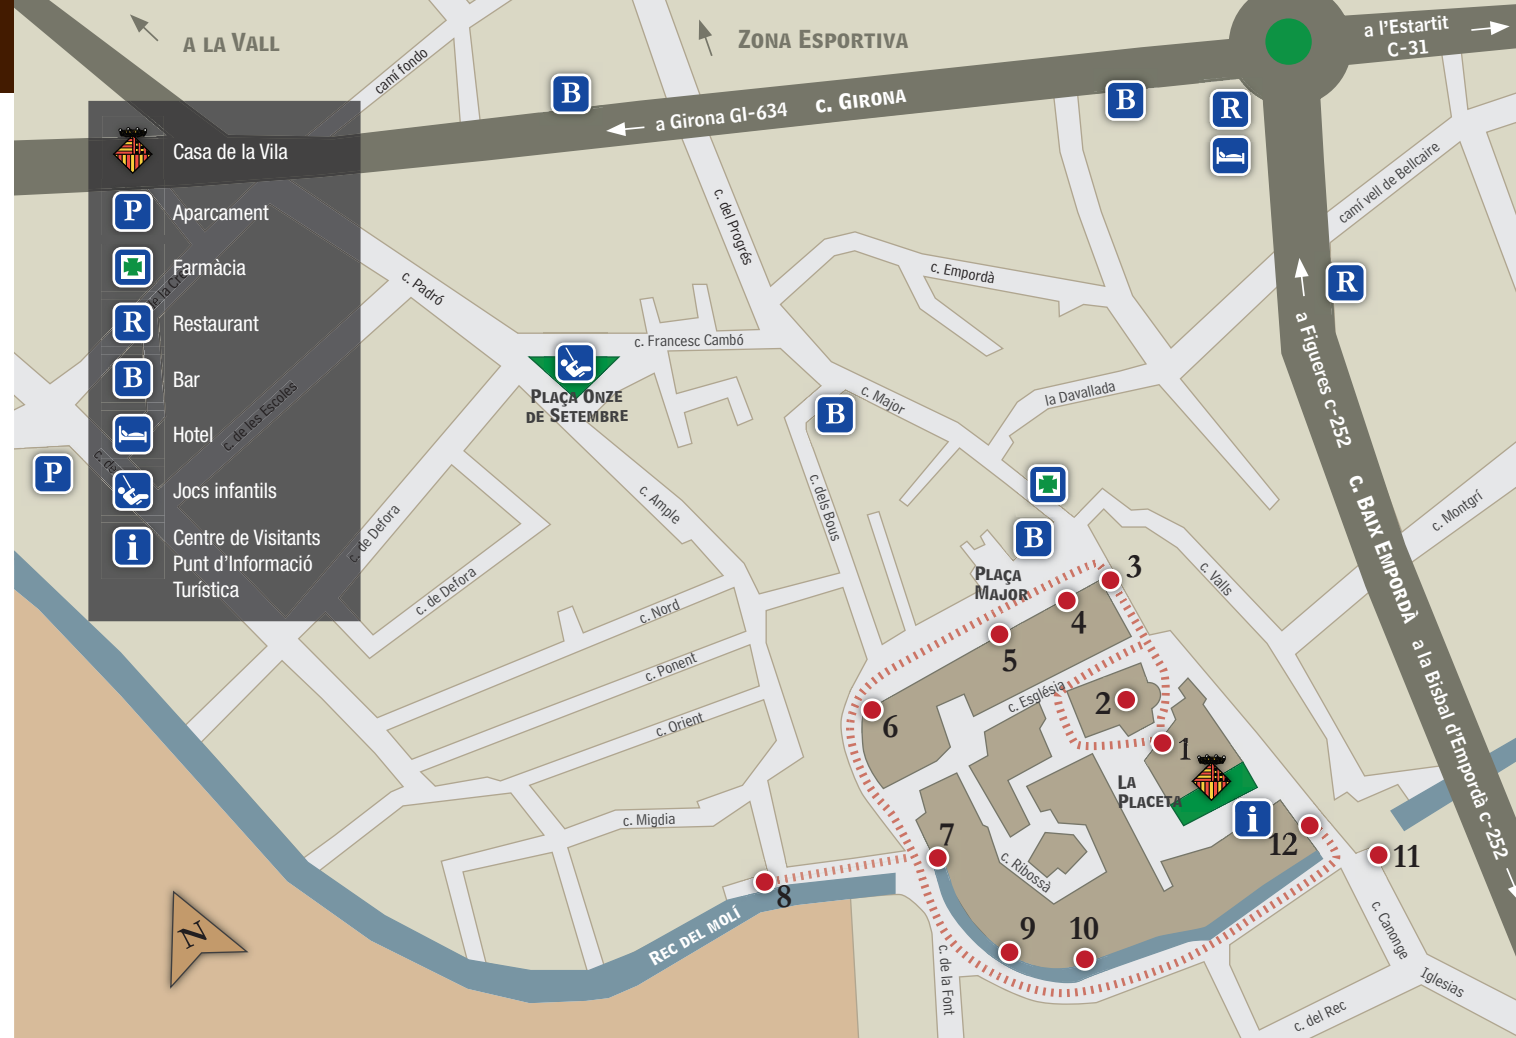 A LA VALL
ZONA ESPORTIVA
a l'Estartit
C-31
camí fondo
B
a Girona GI-634
c. GIRONA
B
R
camí vell de Bellcaire
Casa de la Vila
P
Aparcament
Farmàcia
R
Restaurant
B
Bar
Hotel
Jocs infantils
i
Centre de Visitants
Punt d'Informació
Turística
c. del Progrés
c. Padró
c. Empordà
R
a Figueres c-252
c. Francesc Cambó
PLAÇA ONZE
DE SETEMBRE
c. Major
la Davallada
B
c. de les Escoles
P
c. de Defora
c. de Defora
c. Ample
c. dels Bous
B
PLAÇA
MAJOR
c. Valls
c. Montgrí
c. BAIX EMPORDÀ
a la Bisbal d'Empordà c-252
c. Nord
c. Ponent
c. Orient
c. Migdia
3
4
5
c. Església
2
6
1
LA
PLACETA
i
12
11
7
c. Ribossà
8
9
10
REC DEL MOLÍ
c. de la Font
c. Canonge
Iglesias
c. del Rec
N